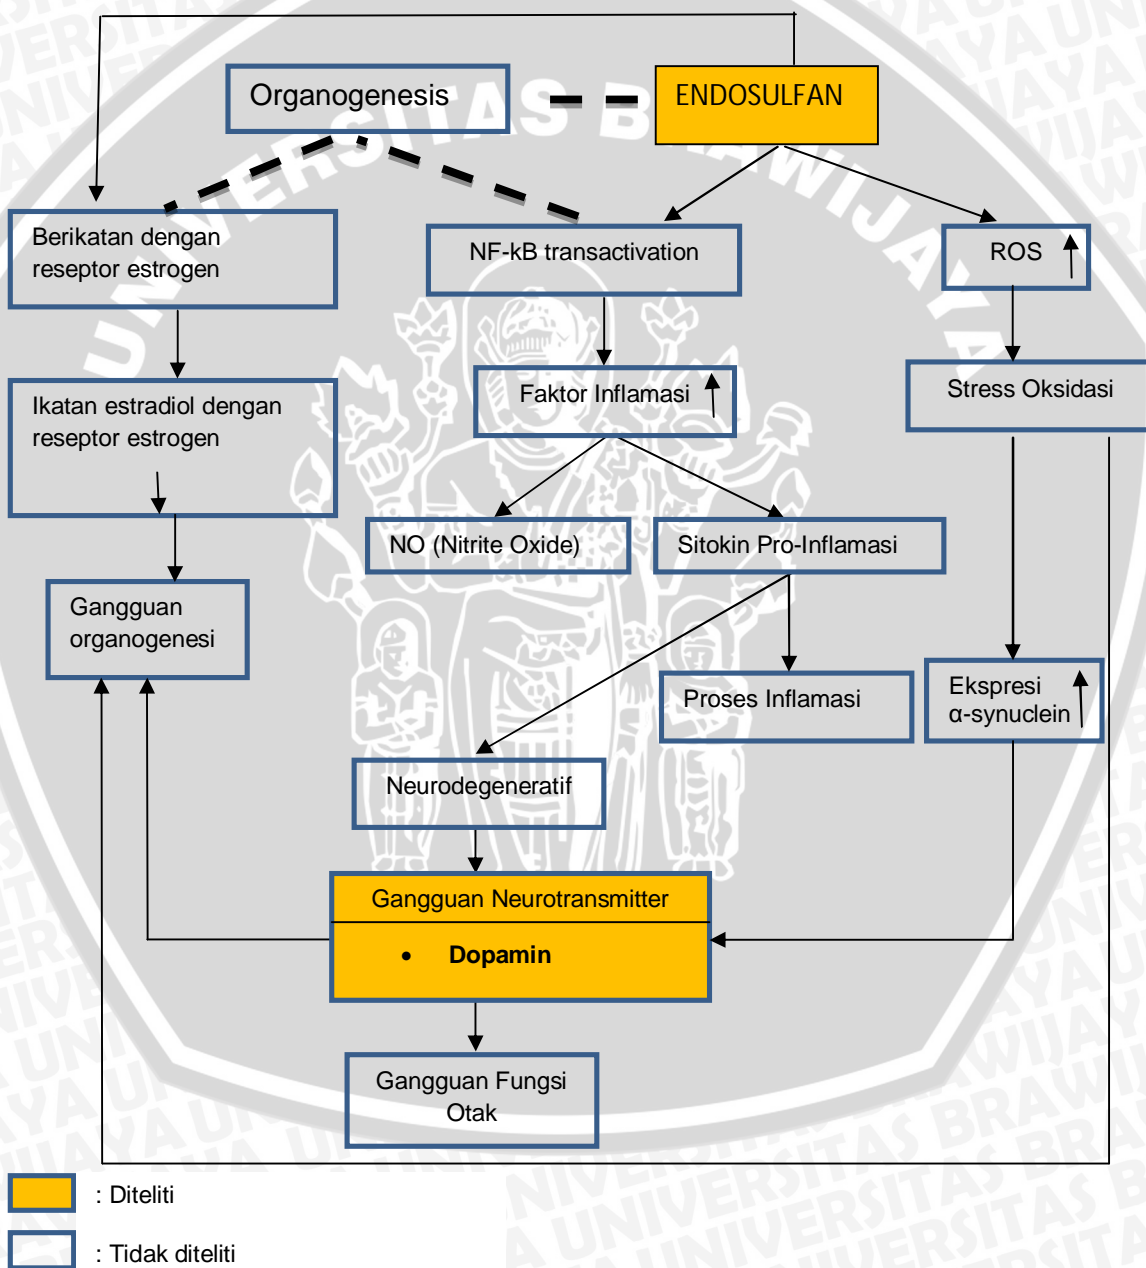 Organogenesis
ENDOSULFAN
Berikatan dengan
reseptor estrogen
NF-kB transactivation
ROS
Ikatan estradiol dengan
reseptor estrogen
Faktor Inflamasi
Stress Oksidasi
NO (Nitrite Oxide)
Sitokin Pro-Inflamasi
Gangguan
organogenesi
Proses Inflamasi
Ekspresi
α-synuclein
Neurodegeneratif
Gangguan Neurotransmitter
• Dopamin
Gangguan Fungsi
Otak
: Diteliti
: Tidak diteliti
UNIVERSITAS BRAWIJAYA